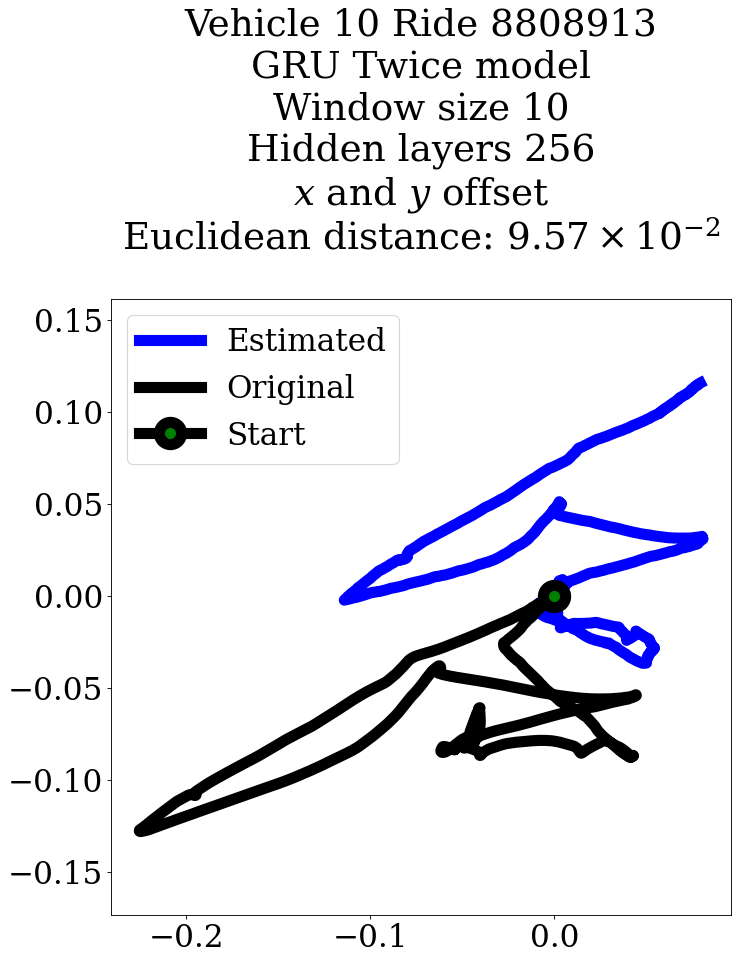 Vehicle 10 Ride 8808913
GRU Twice model
Window size 10
Hidden layers 256
x and y offset
Euclidean distance: 9.57 × 10⁻²
Estimated
Original
Start
0.15
0.10
0.05
0.00
−0.05
−0.10
−0.15
−0.2 −0.1 0.0